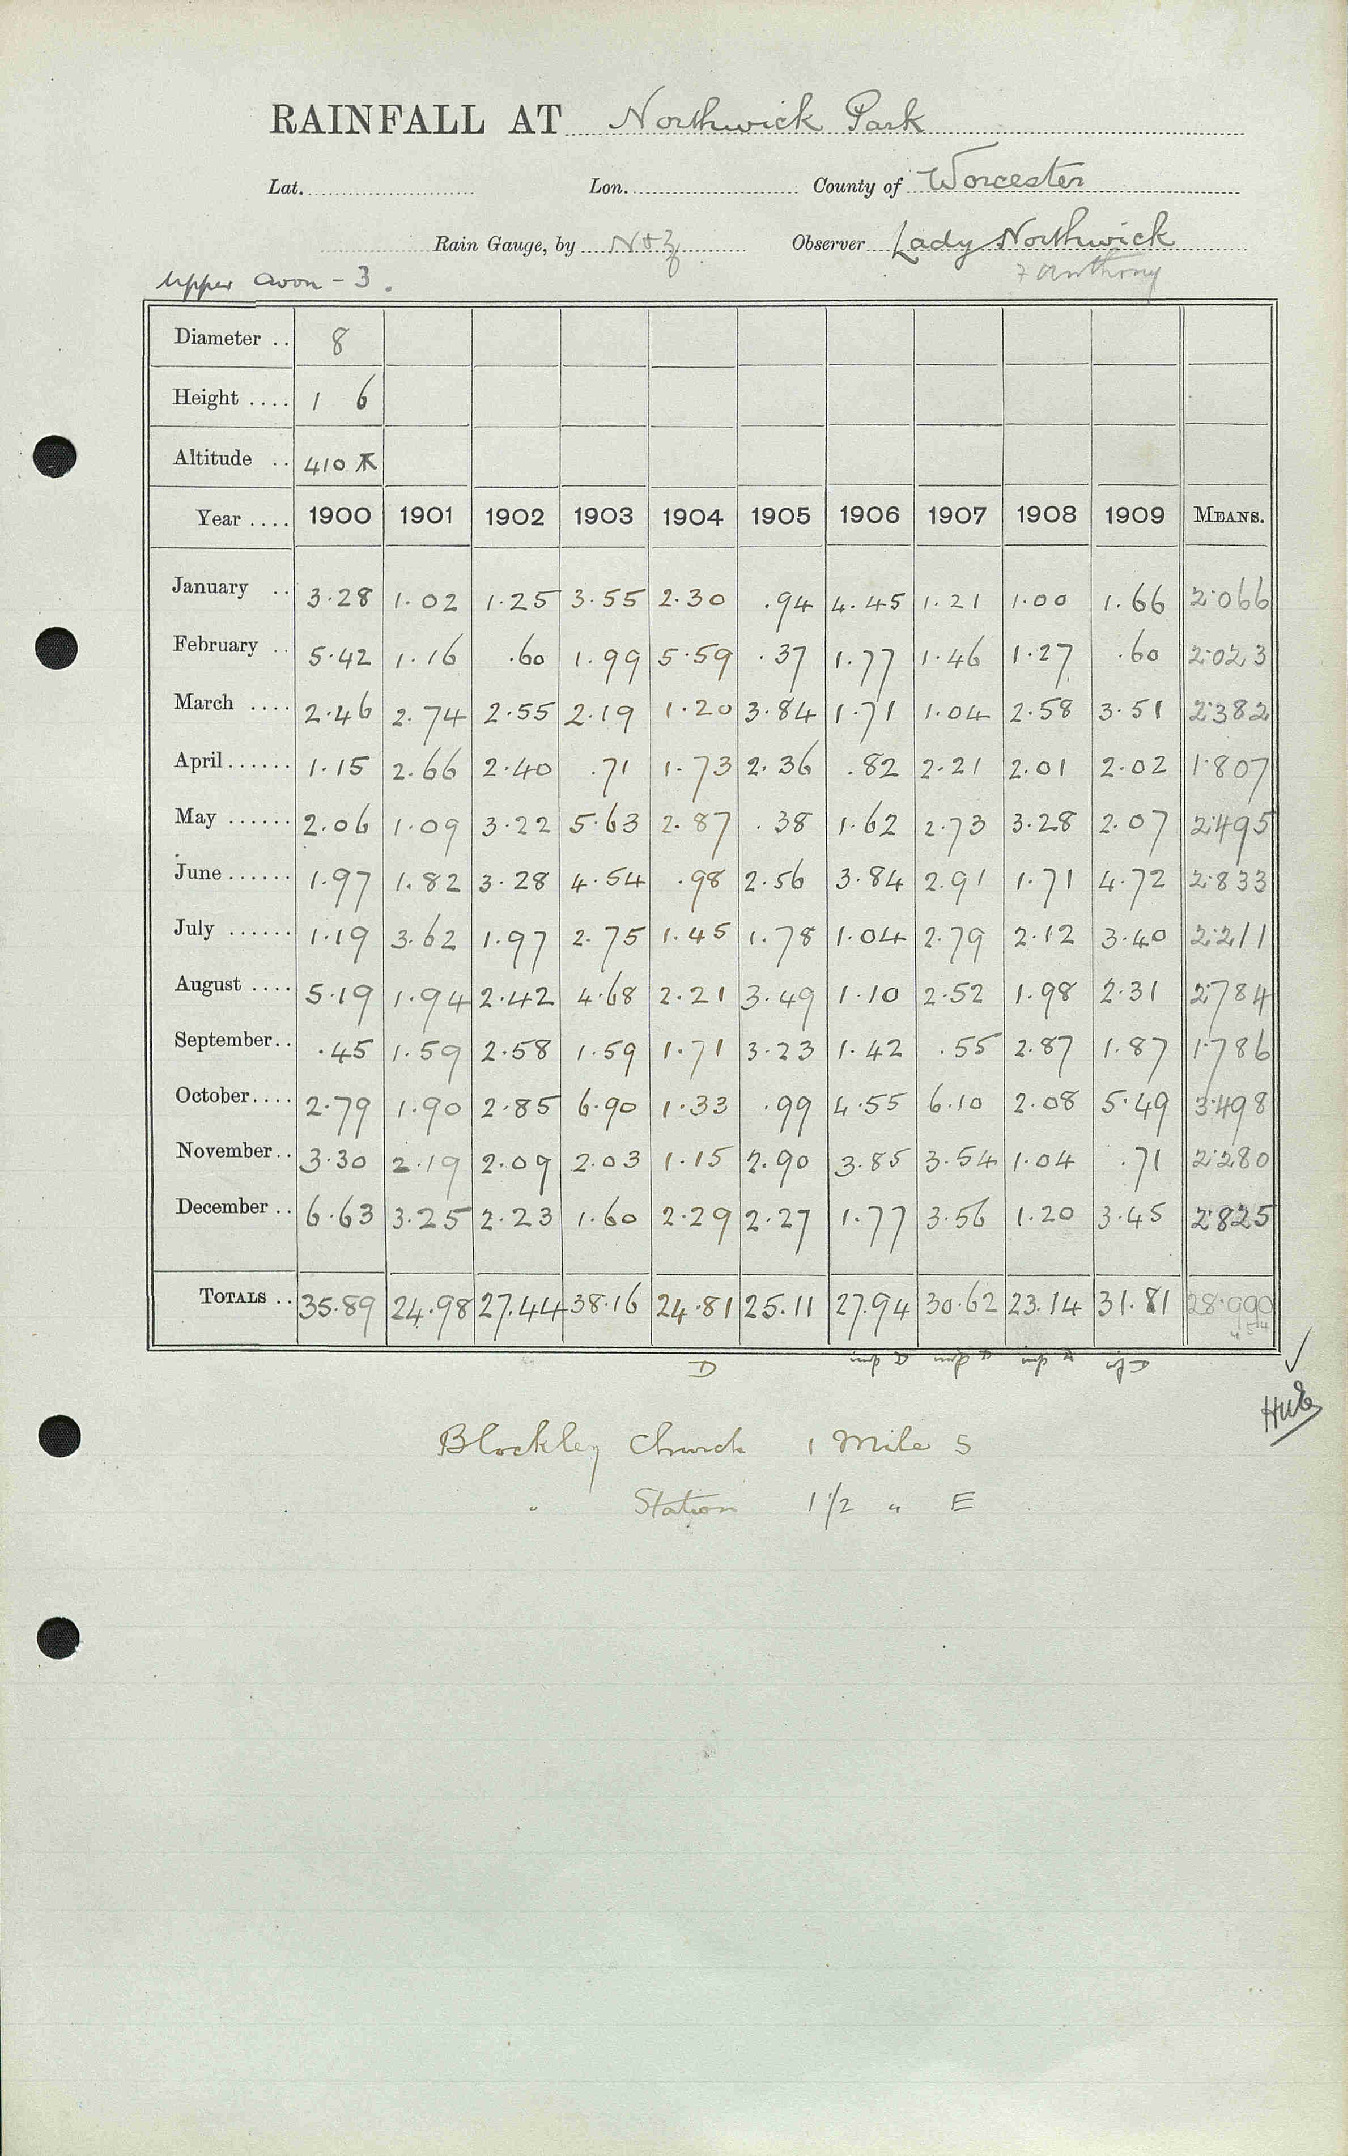 RAINFALL AT Northwick Park
Lat. Lon. County of Worcester
Rain Gauge, by N & Z Observer Lady Northwick
Upper Avon - 3. Anthony
Diameter .. 8
Height .... 1 6
Altitude .. 410
Year .... 1900 1901 1902 1903 1904 1905 1906 1907 1908 1909 MEANS.
January .. 3.28 1.02 1.25 3.55 2.30 .94 4.45 1.21 1.00 1.66 2.066
February .. 5.42 1.16 .60 1.99 5.59 .37 1.77 1.46 1.27 .60 2.023
March .... 2.46 2.74 2.55 2.19 1.20 3.84 1.71 1.04 2.58 3.51 2.382
April...... 1.15 2.66 2.40 .71 1.73 2.36 .82 2.21 2.01 2.02 1.807
May ...... 2.06 1.09 3.22 5.63 2.87 .38 1.62 2.73 3.28 2.07 2.495
June ...... 1.97 1.82 3.28 4.54 .98 2.56 3.84 2.91 1.71 4.72 2.833
July ...... 1.19 3.62 1.97 2.75 1.45 1.78 1.04 2.79 2.12 3.40 2.211
August .... 5.19 1.94 2.42 4.68 2.21 3.49 1.10 2.52 1.98 2.31 2.784
September.. .45 1.59 2.58 1.59 1.71 3.23 1.42 .55 2.87 1.87 1.786
October.... 2.79 1.90 2.85 6.90 1.33 .99 4.55 6.10 2.08 5.49 3.498
November.. 3.30 2.19 2.09 2.03 1.15 2.90 3.85 3.54 1.04 .71 2.280
December .. 6.63 3.25 2.23 1.60 2.29 2.27 1.77 3.56 1.20 3.45 2.825
TOTALS .. 35.89 24.98 27.44 38.16 24.81 25.11 27.94 30.62 23.14 31.81 28.990
D
Blockley Church 1 Mile S
" Station 1 1/2 " E